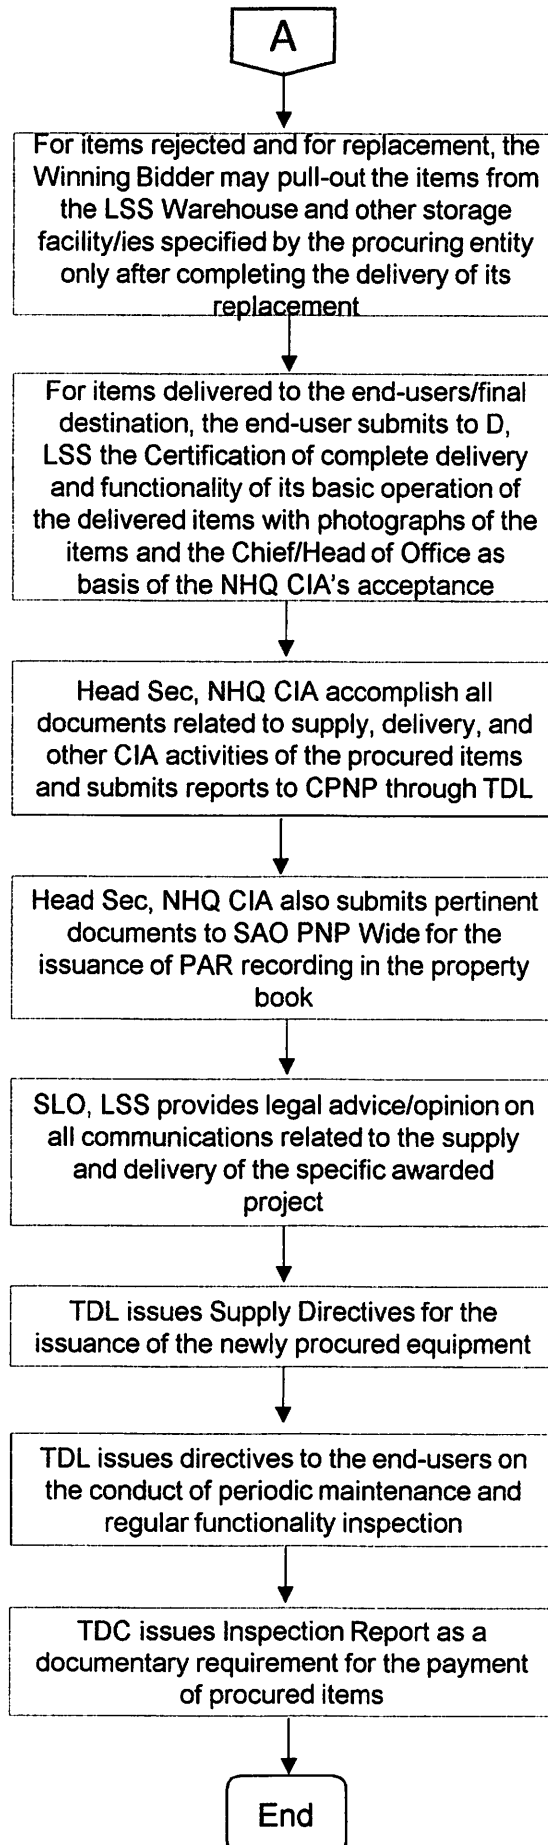 A
For items rejected and for replacement, the
Winning Bidder may pull-out the items from
the LSS Warehouse and other storage
facility/ies specified by the procuring entity
only after completing the delivery of its
replacement
For items delivered to the end-users/final
destination, the end-user submits to D,
LSS the Certification of complete delivery
and functionality of its basic operation of
the delivered items with photographs of the
items and the Chief/Head of Office as
basis of the NHQ CIA's acceptance
Head Sec, NHQ CIA accomplish all
documents related to supply, delivery, and
other CIA activities of the procured items
and submits reports to CPNP through TDL
Head Sec, NHQ CIA also submits pertinent
documents to SAO PNP Wide for the
issuance of PAR recording in the property
book
SLO, LSS provides legal advice/opinion on
all communications related to the supply
and delivery of the specific awarded
project
TDL issues Supply Directives for the
issuance of the newly procured equipment
TDL issues directives to the end-users on
the conduct of periodic maintenance and
regular functionality inspection
TDC issues Inspection Report as a
documentary requirement for the payment
of procured items
End